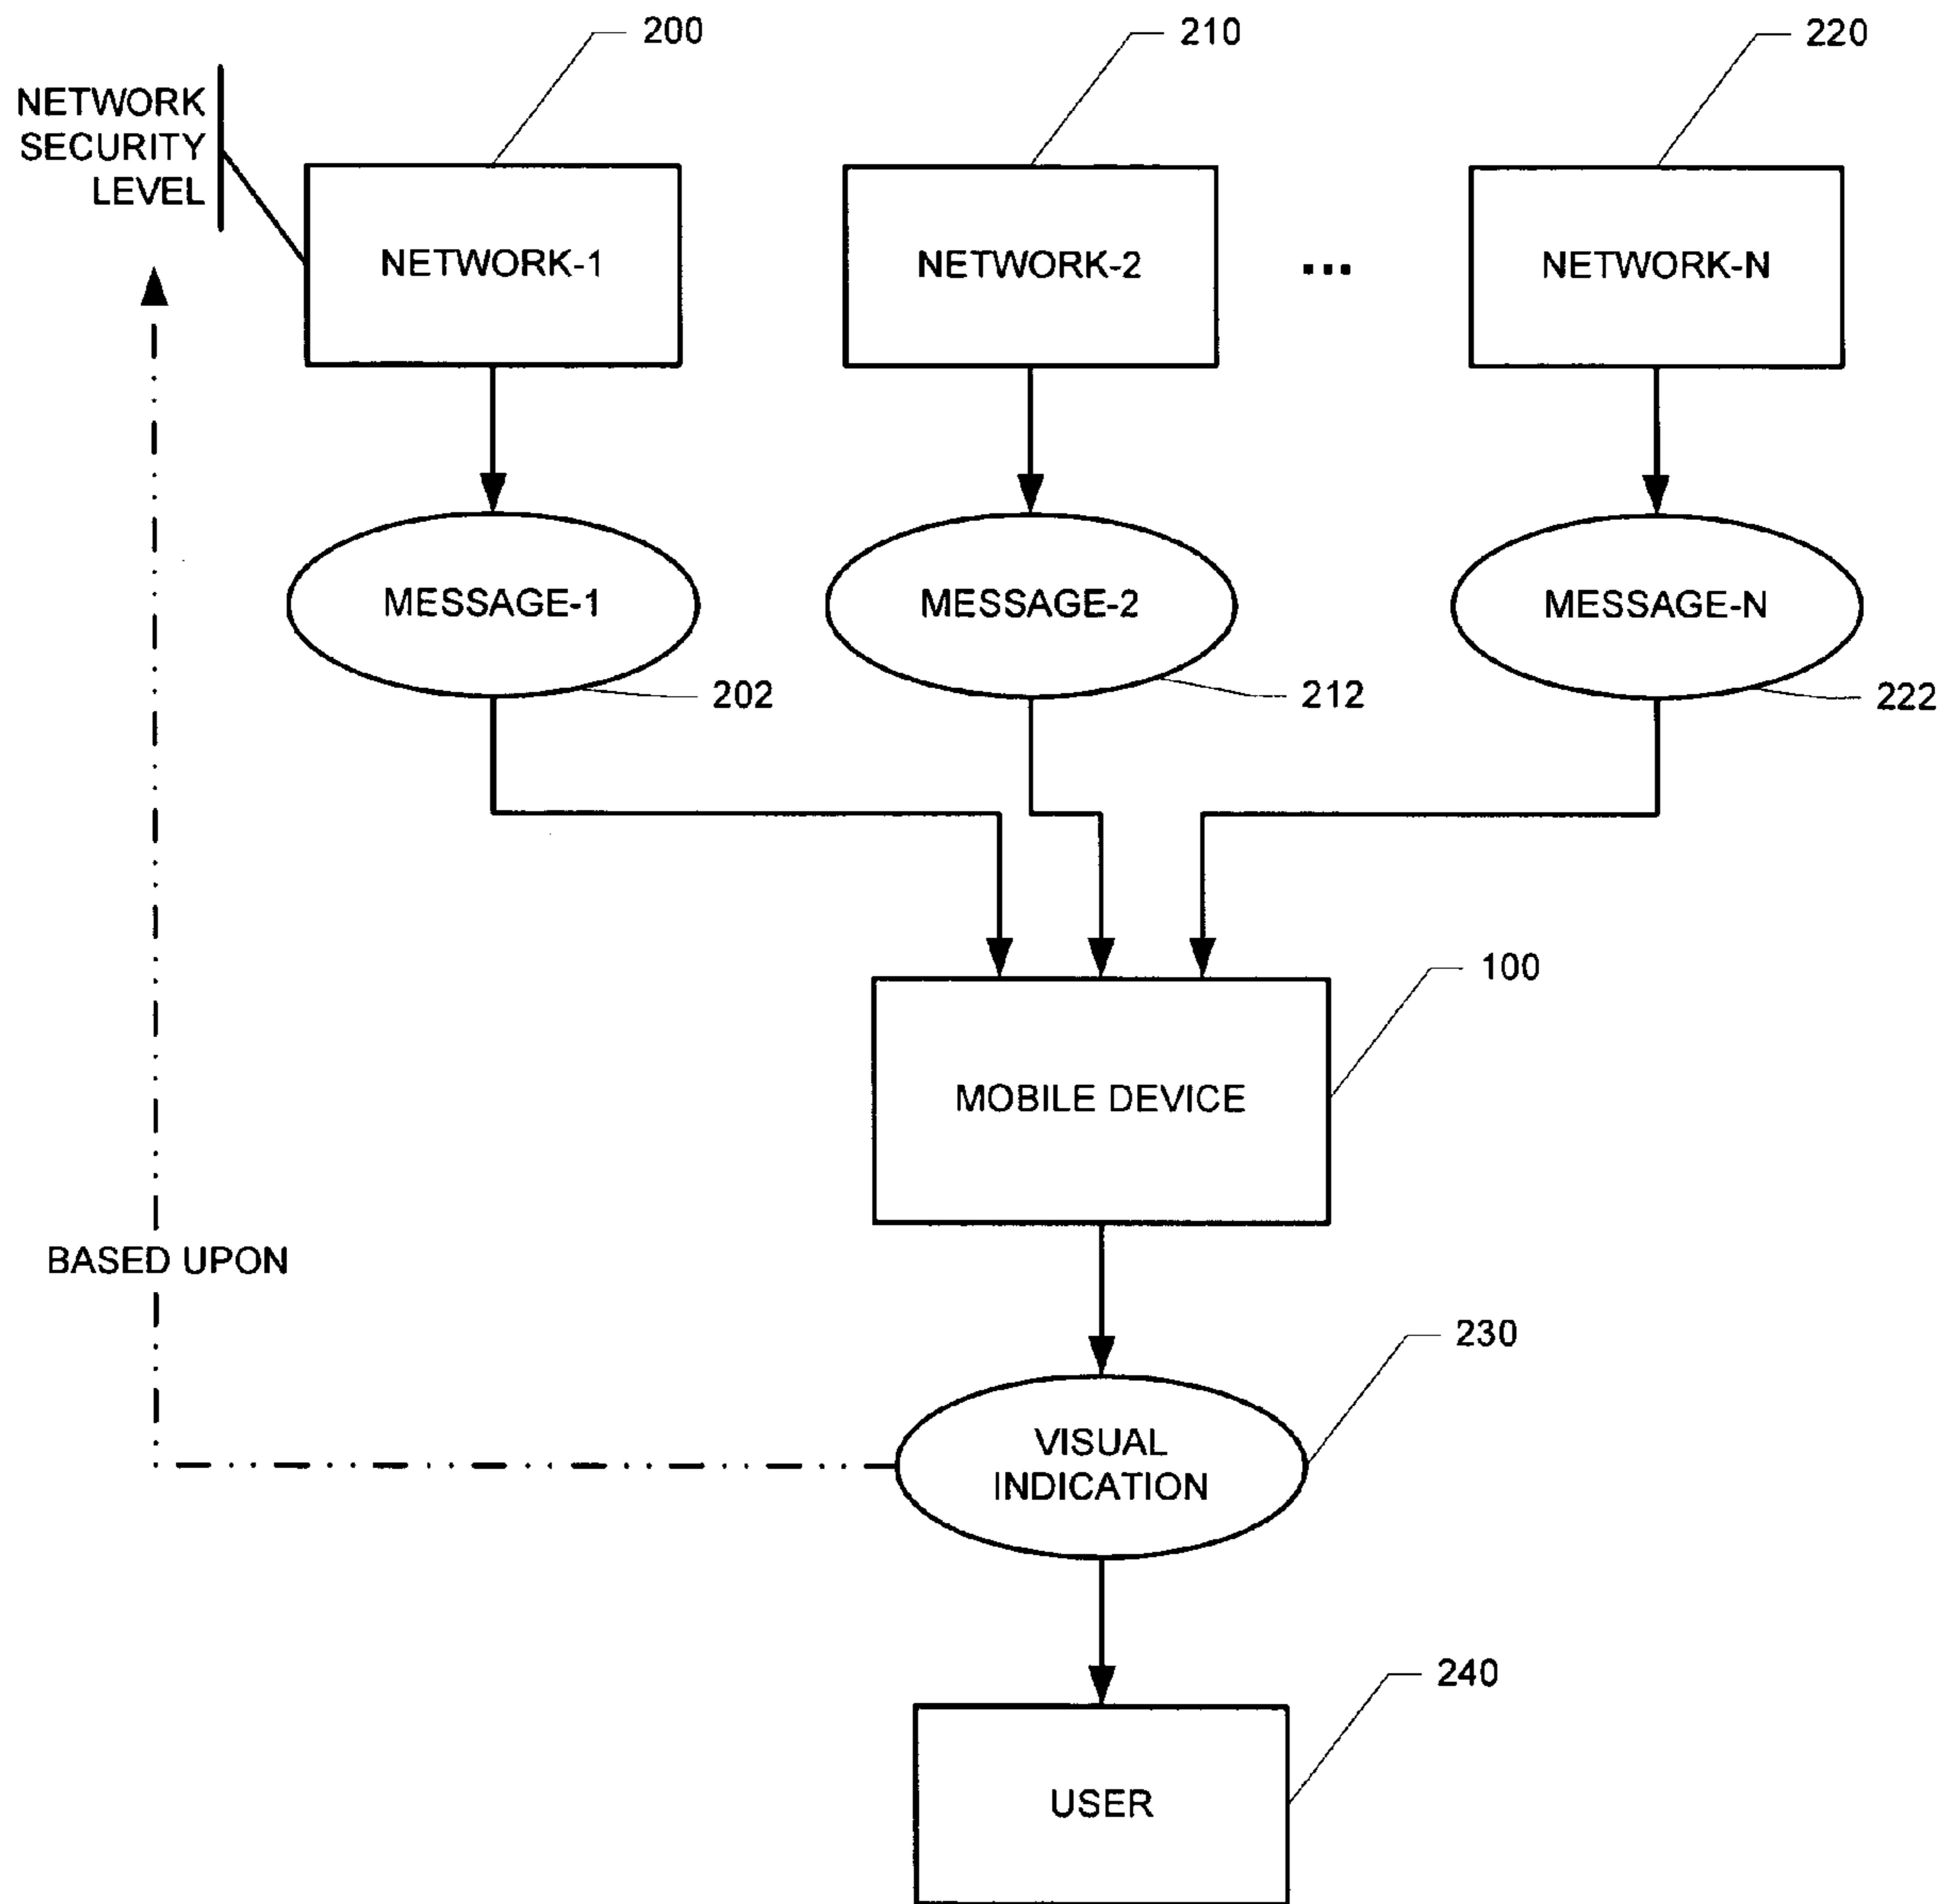 200
210
220
NETWORK
SECURITY
LEVEL
NETWORK-1
NETWORK-2
...
NETWORK-N
MESSAGE-1
MESSAGE-2
MESSAGE-N
202
212
222
100
MOBILE DEVICE
BASED UPON
230
VISUAL
INDICATION
240
USER